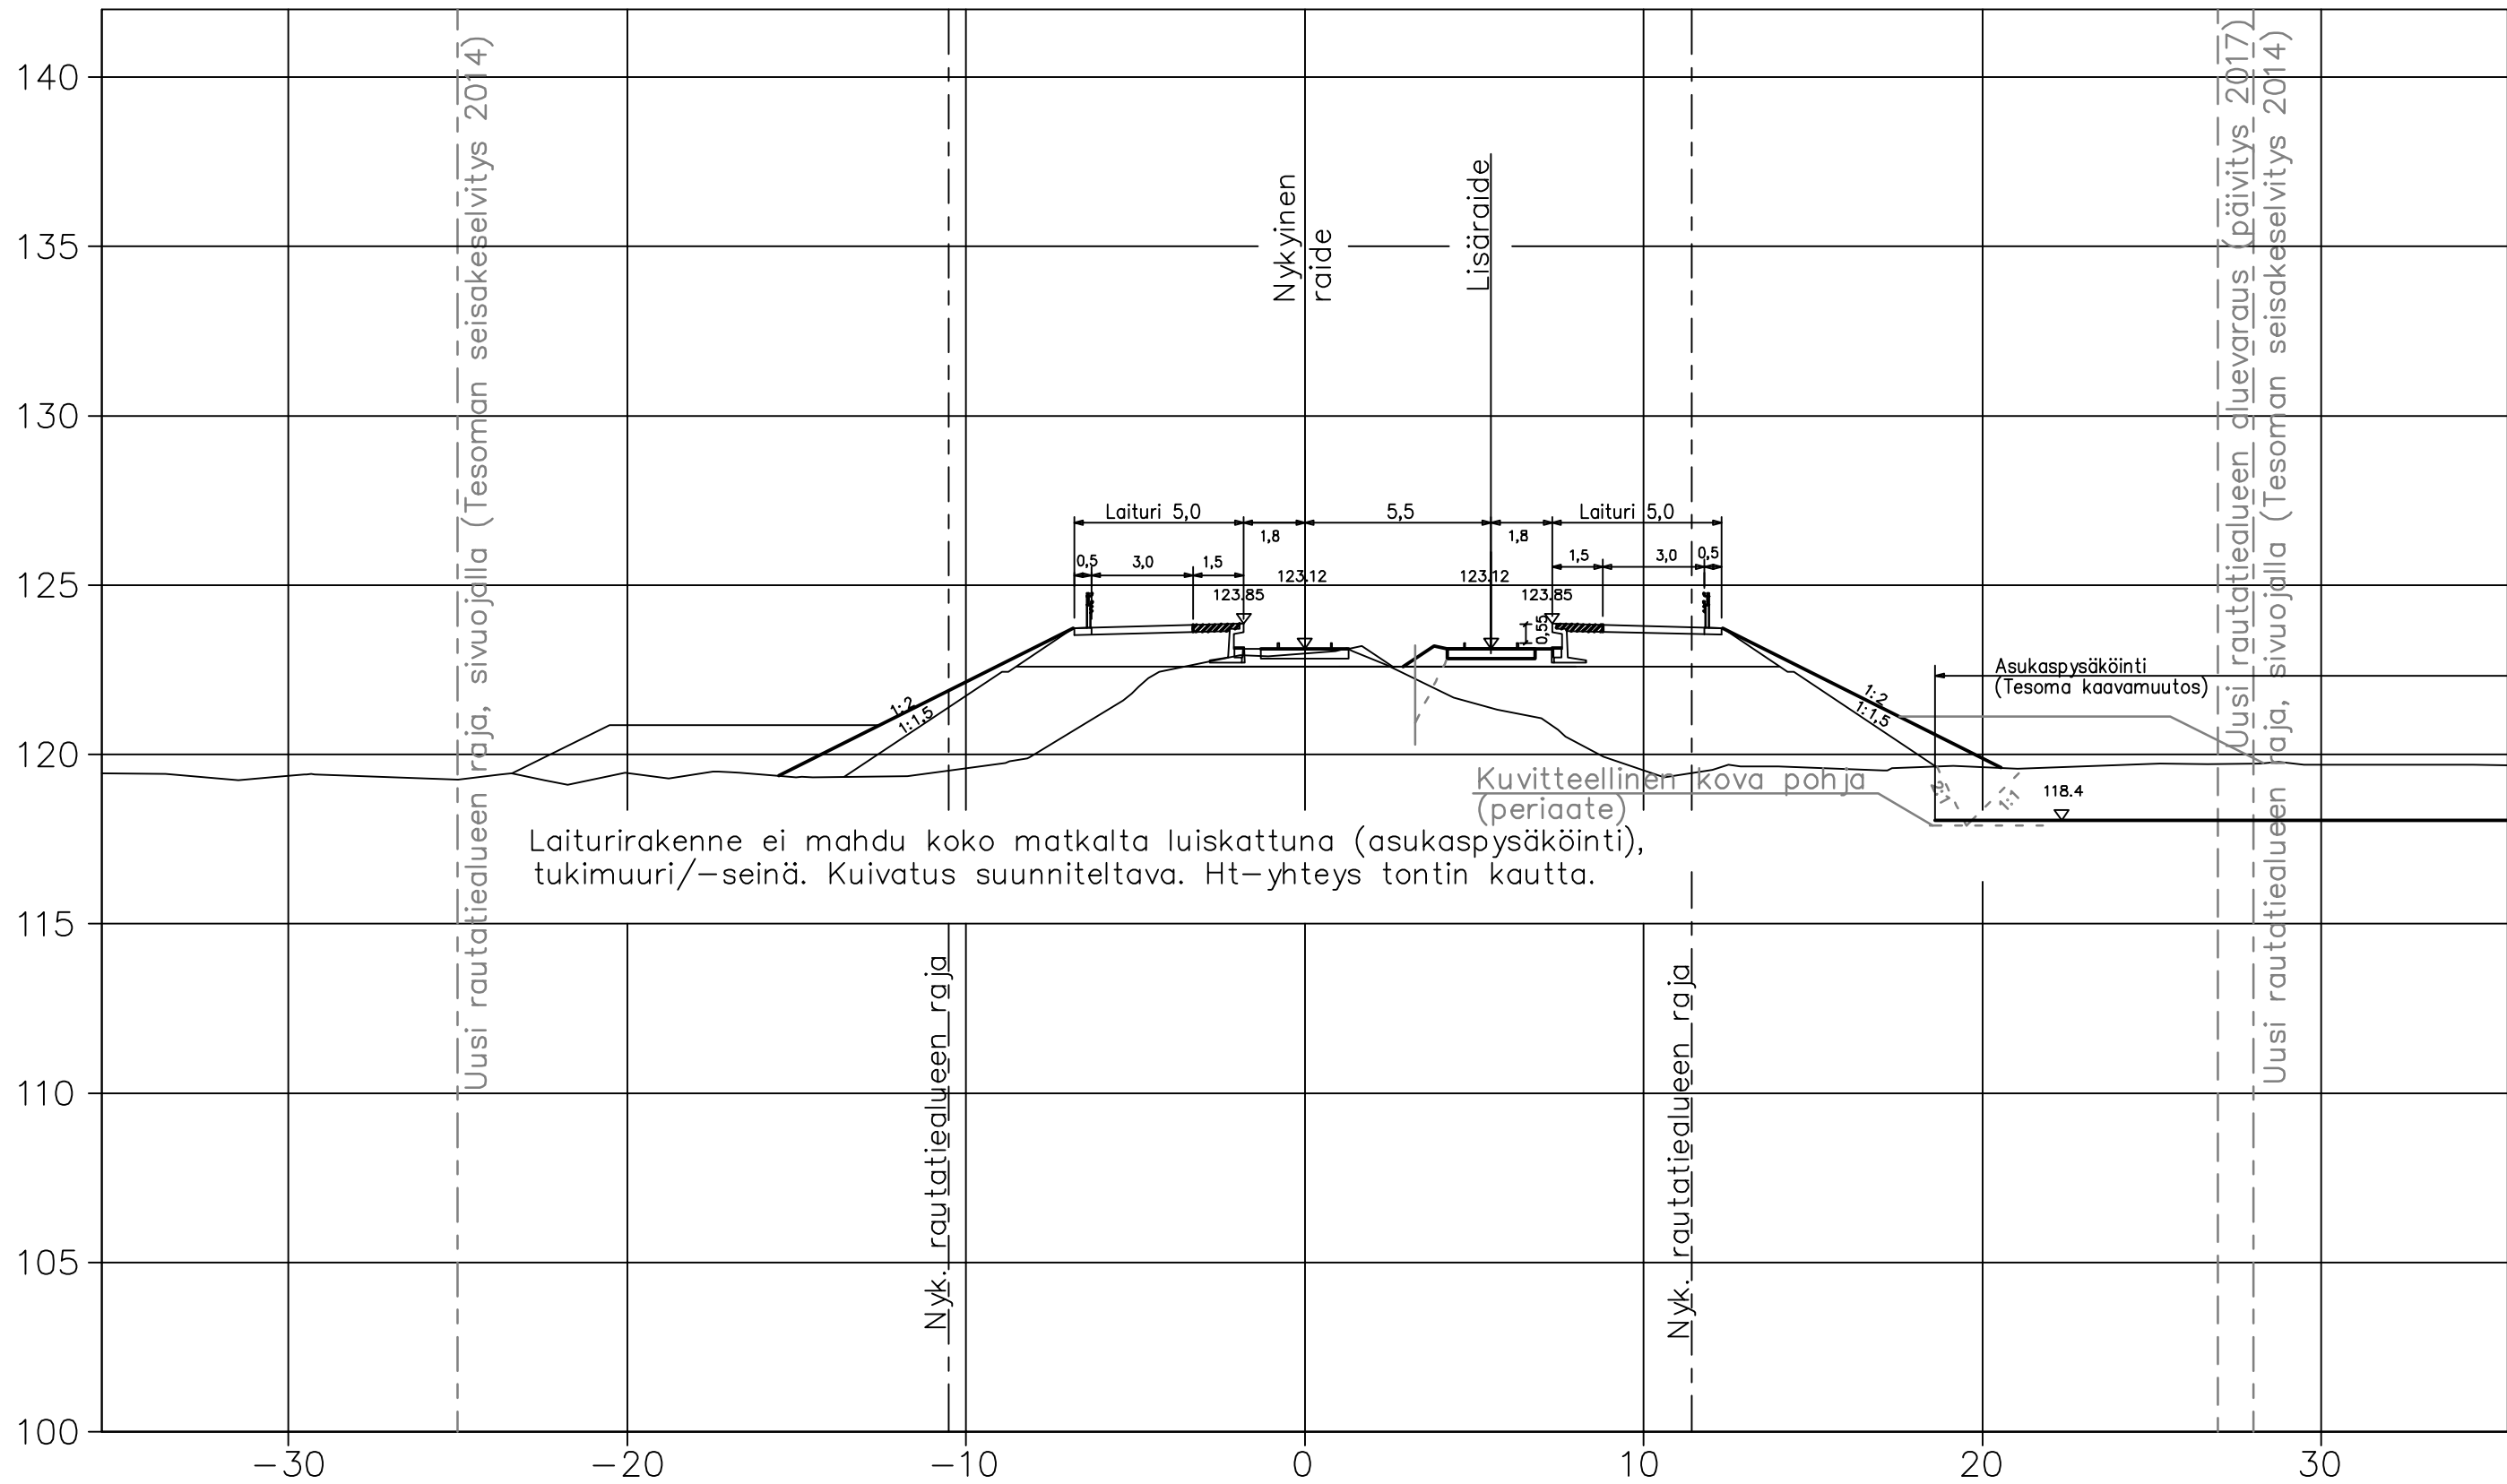 140
135
130
125
120
115
110
105
100
-30
-20
-10
0
10
20
30
Uusi rautatiealueen raja, sivuojalla (Tesoman seisakeselvitys 2014)
Nyk. rautatiealueen raja
Nykyinen
raide
Lisäraide
Nyk. rautatiealueen raja
Uusi rautatiealueen aluevaraus (päivitys 2017)
Uusi rautatiealueen raja, sivuojalla (Tesoman seisakeselvitys 2014)
Laituri 5,0
1,8
5,5
1,8
Laituri 5,0
0,5
3,0
1,5
1,5
3,0
0,5
123.12
123.12
123.85
123.85
0,55
1:2
1:1,5
1:2
1:1,5
Asukaspysäköinti
(Tesoma kaavamuutos)
Kuvitteellinen kova pohja
(periaate)
2:1
1:1
118.4
Laiturirakenne ei mahdu koko matkalta luiskattuna (asukaspysäköinti),
tukimuuri/-seinä. Kuivatus suunniteltava. Ht-yhteys tontin kautta.